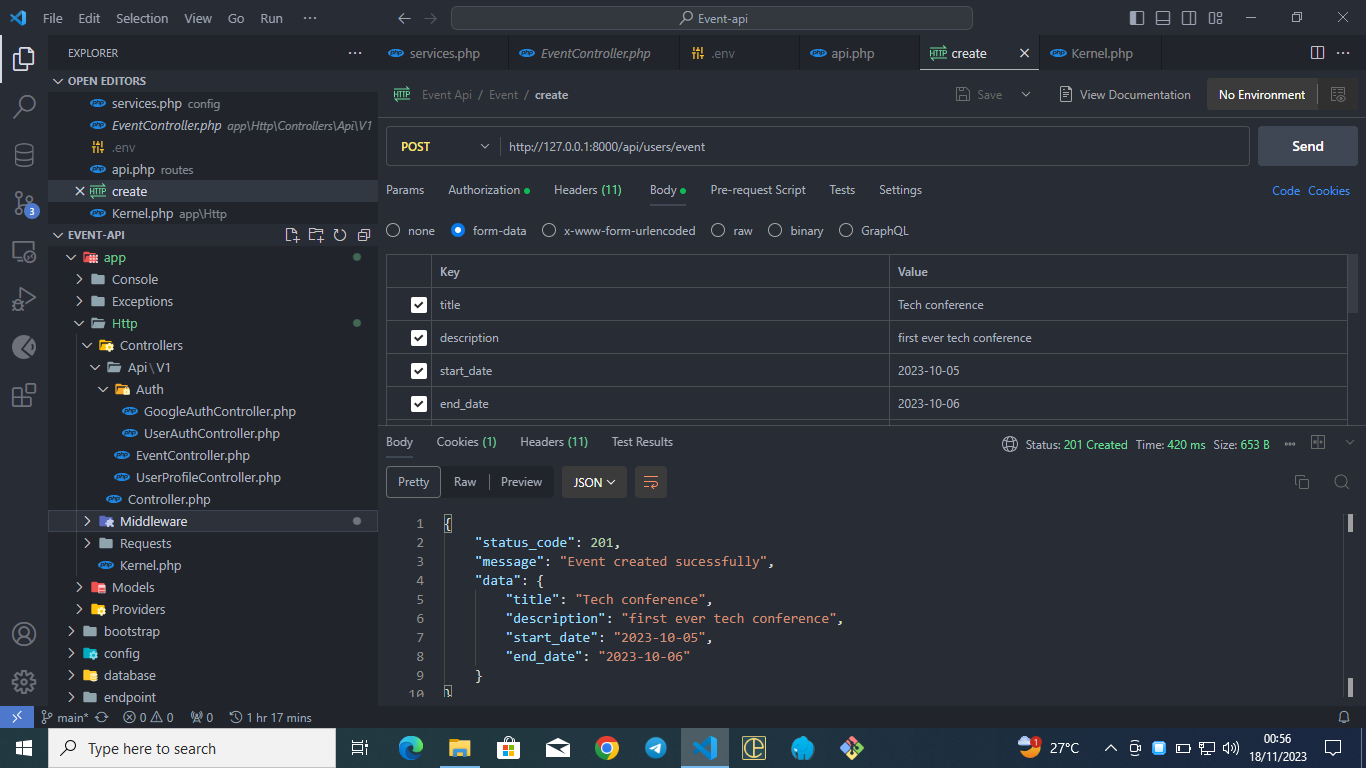 File Edit Selection View Go Run ··· Event-api
EXPLORER ···
OPEN EDITORS
services.php config
EventController.php app\Http\Controllers\Api\V1
.env
api.php routes
create
Kernel.php app\Http
EVENT-API
app
Console
Exceptions
Http
Controllers
Api\V1
Auth
GoogleAuthController.php
UserAuthController.php
EventController.php
UserProfileController.php
Controller.php
Middleware
Requests
Kernel.php
Models
Providers
bootstrap
config
database
endpoint
3
services.php EventController.php .env api.php create Kernel.php ···
Event Api / Event / create Save View Documentation No Environment
POST http://127.0.0.1:8000/api/users/event Send
Params Authorization Headers (11) Body Pre-request Script Tests Settings Code Cookies
none form-data x-www-form-urlencoded raw binary GraphQL
Key Value
title Tech conference
description first ever tech conference
start_date 2023-10-05
end_date 2023-10-06
Body Cookies (1) Headers (11) Test Results Status: 201 Created Time: 420 ms Size: 653 B
Pretty Raw Preview JSON
1 {
2 "status_code": 201,
3 "message": "Event created sucessfully",
4 "data": {
5 "title": "Tech conference",
6 "description": "first ever tech conference",
7 "start_date": "2023-10-05",
8 "end_date": "2023-10-06"
9 }
10 }
main* 0 0 0 1 hr 17 mins
Type here to search 1 27°C 00:56
18/11/2023